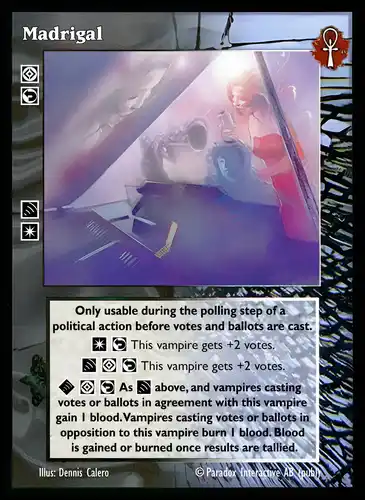 Madrigal
Only usable during the polling step of a
political action before votes and ballots are cast.
This vampire gets +2 votes.
This vampire gets +2 votes.
As above, and vampires casting
votes or ballots in agreement with this vampire
gain 1 blood. Vampires casting votes or ballots in
opposition to this vampire burn 1 blood. Blood
is gained or burned once results are tallied.
Illus: Dennis Calero © Paradox Interactive AB (publ)